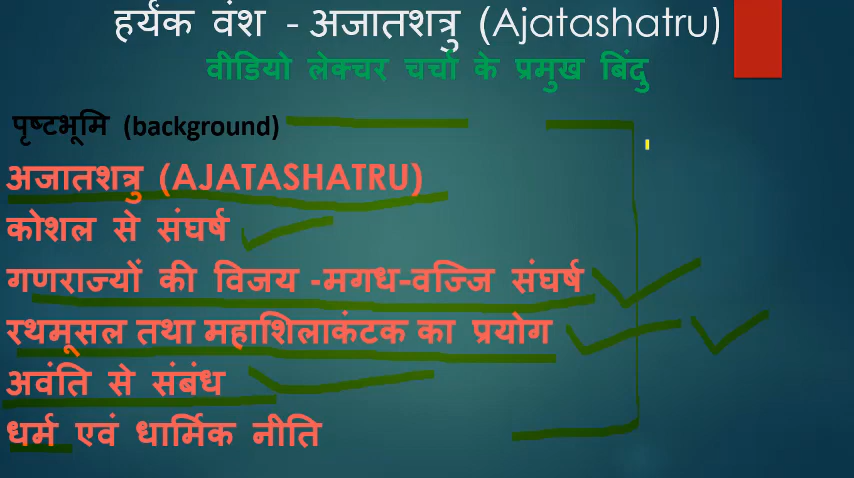 हर्यंक वंश - अजातशत्रु (Ajatashatru)
वीडियो लेक्चर चर्चा के प्रमुख बिंदु
पृष्टभूमि (background)
अजातशत्रु (AJATASHATRU)
कोशल से संघर्ष
गणराज्यों की विजय -मगध-वज्जि संघर्ष
रथमूसल तथा महाशिलाकंटक का प्रयोग
अवंति से संबंध
धर्म एवं धार्मिक नीति